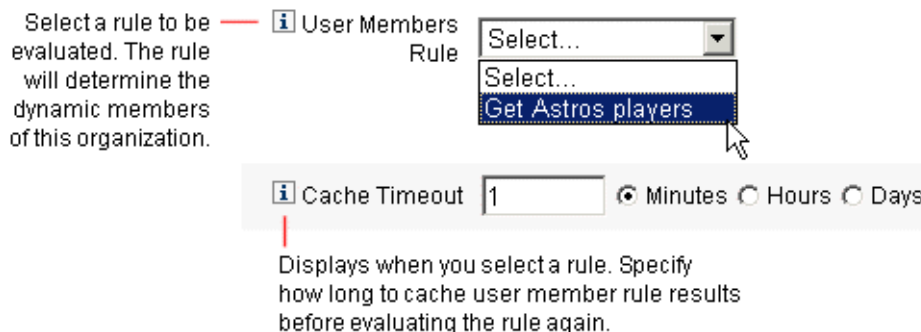 Select a rule to be
evaluated. The rule
will determine the
dynamic members
of this organization.
i User Members
Rule
Select...
Select...
Get Astros players
i Cache Timeout 1 Minutes Hours Days
Displays when you select a rule. Specify
how long to cache user member rule results
before evaluating the rule again.